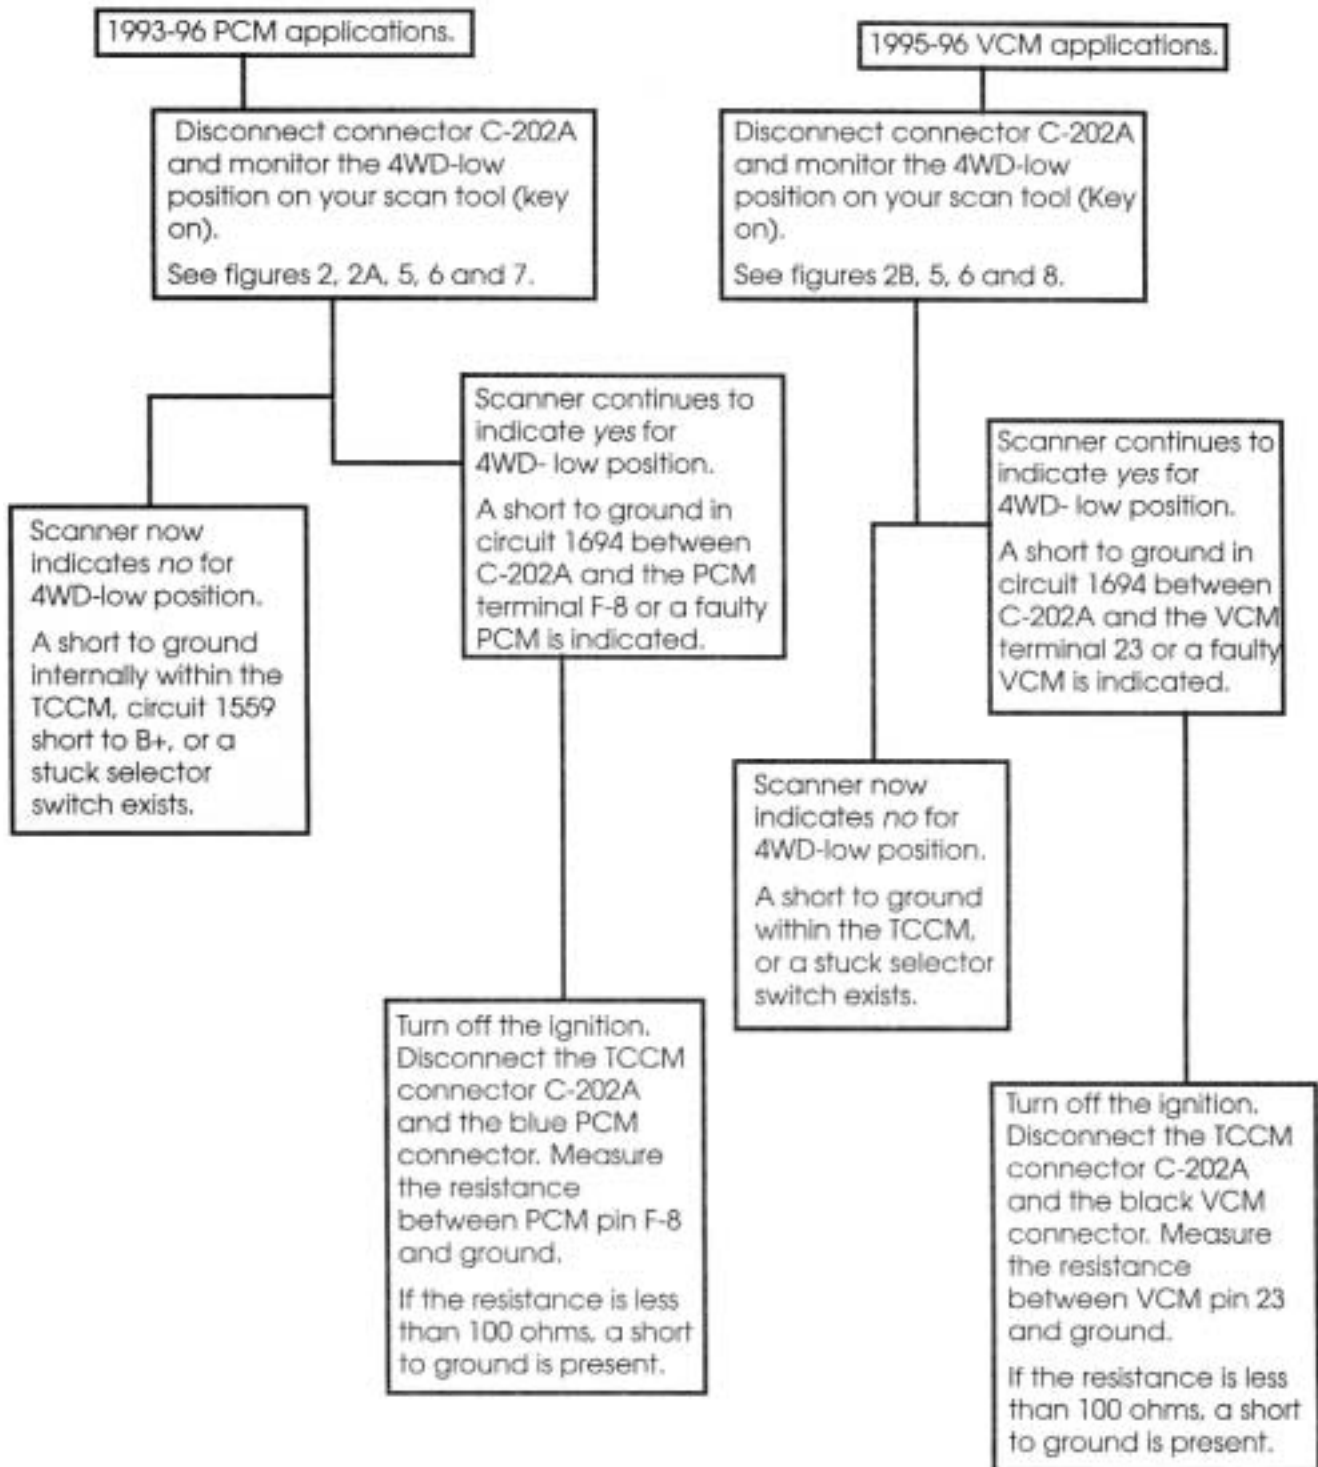 1993-96 PCM applications.
Disconnect connector C-202A
and monitor the 4WD-low
position on your scan tool (key
on).
See figures 2, 2A, 5, 6 and 7.
Scanner now
indicates no for
4WD-low position.
A short to ground
internally within the
TCCM, circuit 1559
short to B+, or a
stuck selector
switch exists.
Scanner continues to
indicate yes for
4WD- low position.
A short to ground in
circuit 1694 between
C-202A and the PCM
terminal F-8 or a faulty
PCM is indicated.
Turn off the ignition.
Disconnect the TCCM
connector C-202A
and the blue PCM
connector. Measure
the resistance
between PCM pin F-8
and ground.
If the resistance is less
than 100 ohms, a short
to ground is present.
1995-96 VCM applications.
Disconnect connector C-202A
and monitor the 4WD-low
position on your scan tool (Key
on).
See figures 2B, 5, 6 and 8.
Scanner now
indicates no for
4WD-low position.
A short to ground
within the TCCM,
or a stuck selector
switch exists.
Scanner continues to
indicate yes for
4WD- low position.
A short to ground in
circuit 1694 between
C-202A and the VCM
terminal 23 or a faulty
VCM is indicated.
Turn off the ignition.
Disconnect the TCCM
connector C-202A
and the black VCM
connector. Measure
the resistance
between VCM pin 23
and ground.
If the resistance is less
than 100 ohms, a short
to ground is present.